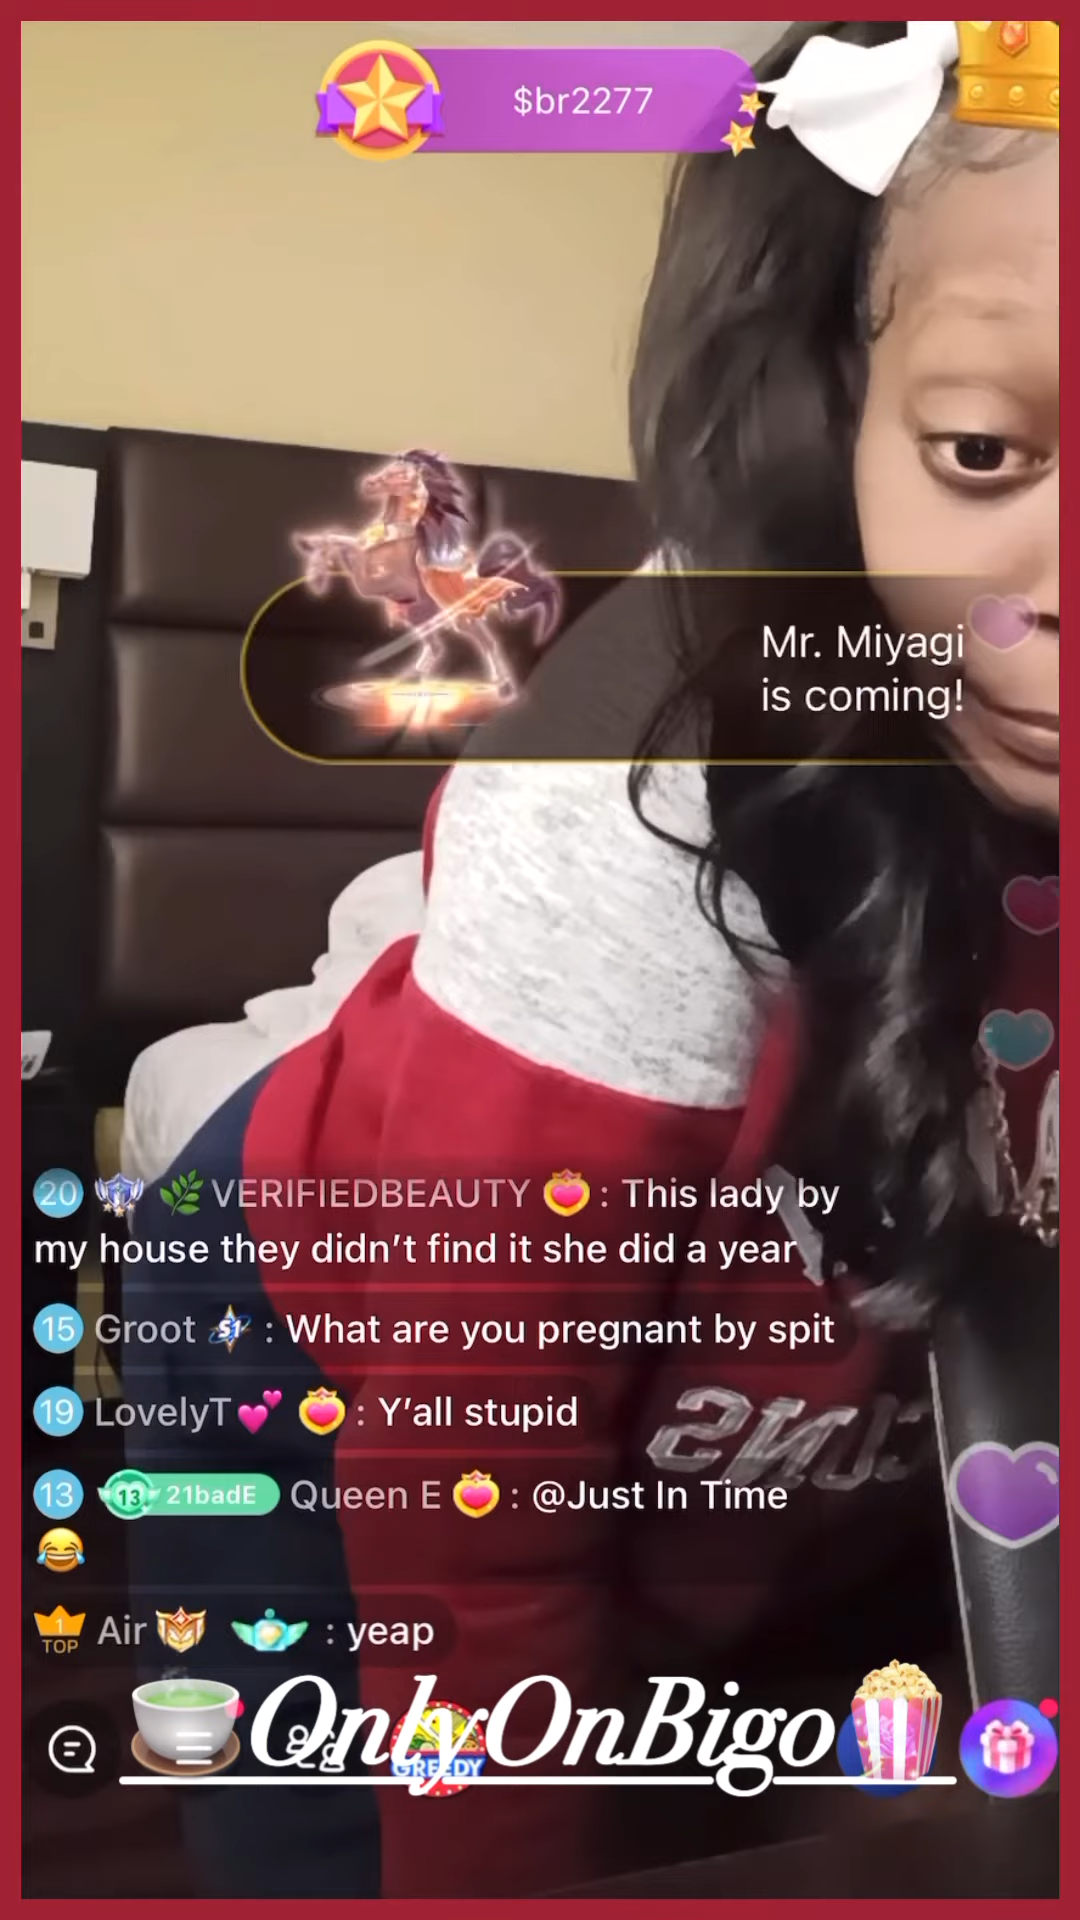 $br2277
Mr. Miyagi
is coming!
20 🌿 VERIFIEDBEAUTY : This lady by
my house they didn't find it she did a year
15 Groot S1 : What are you pregnant by spit
19 LovelyT💕 : Y'all stupid
13 13 21badE Queen E : @Just In Time
😂
1 TOP Air : yeap
OnlyOnBigo
GREEDY